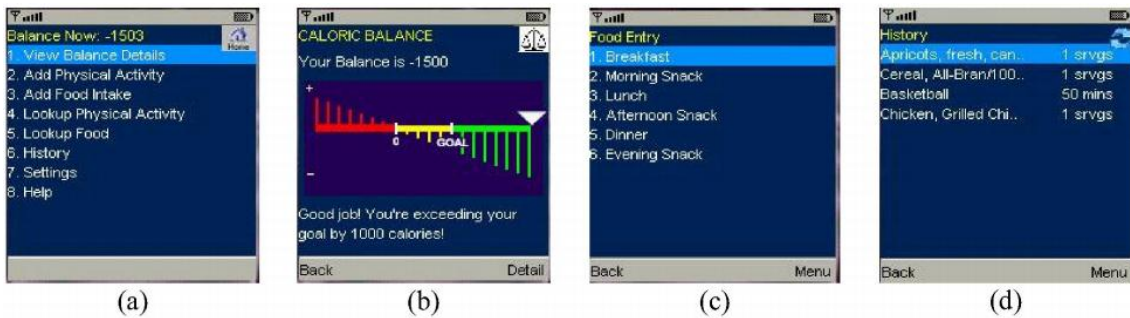 Balance Now: -1503
Home
1. View Balance Details
2. Add Physical Activity
3. Add Food Intake
4. Lookup Physical Activity
5. Lookup Food
6. History
7. Settings
8. Help
(a)
CALORIC BALANCE
Your Balance is -1500
+
0
GOAL
−
Good job! You're exceeding your
goal by 1000 calories!
Back Detail
(b)
Food Entry
1. Breakfast
2. Morning Snack
3. Lunch
4. Afternoon Snack
5. Dinner
6. Evening Snack
Back Menu
(c)
History
Apricots, fresh, can.. 1 srvgs
Cereal, All-Bran/100.. 1 srvgs
Basketball 50 mins
Chicken, Grilled Chi.. 1 srvgs
Back Menu
(d)